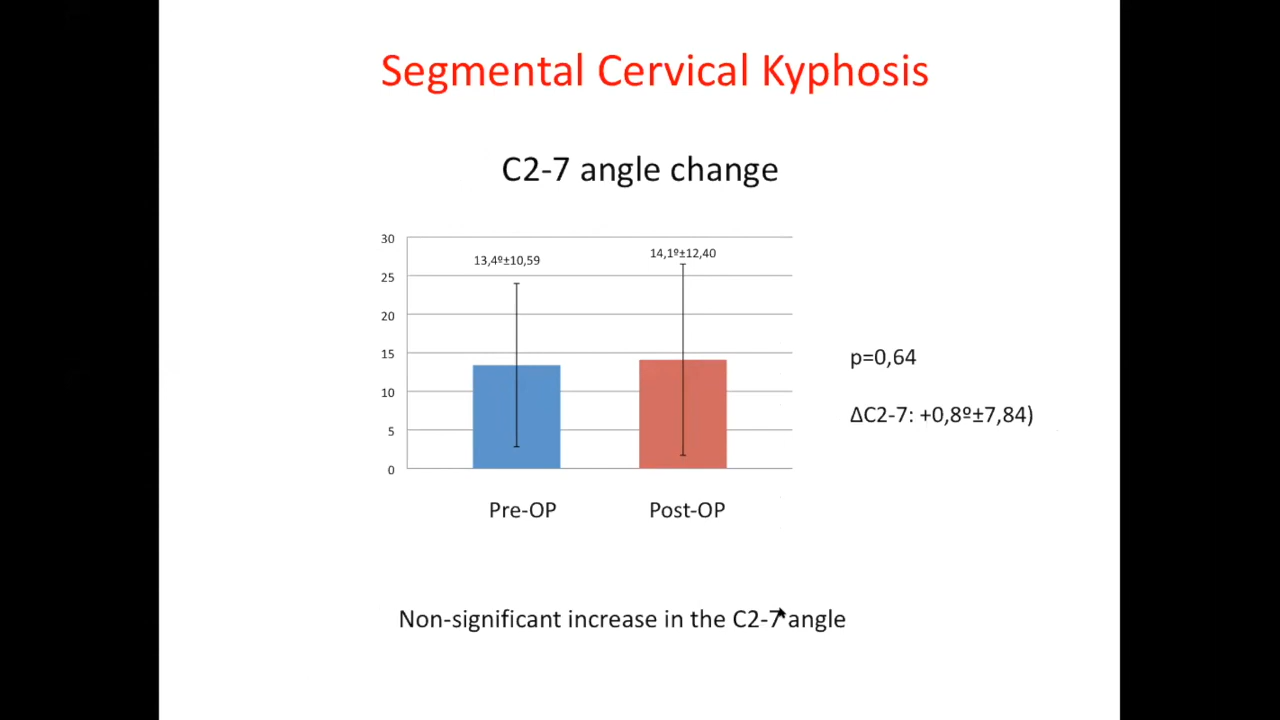 Segmental Cervical Kyphosis
C2-7 angle change
30
25
20
15
10
5
0
13,4º±10,59
14,1º±12,40
Pre-OP
Post-OP
p=0,64
ΔC2-7: +0,8º±7,84)
Non-significant increase in the C2-7 angle